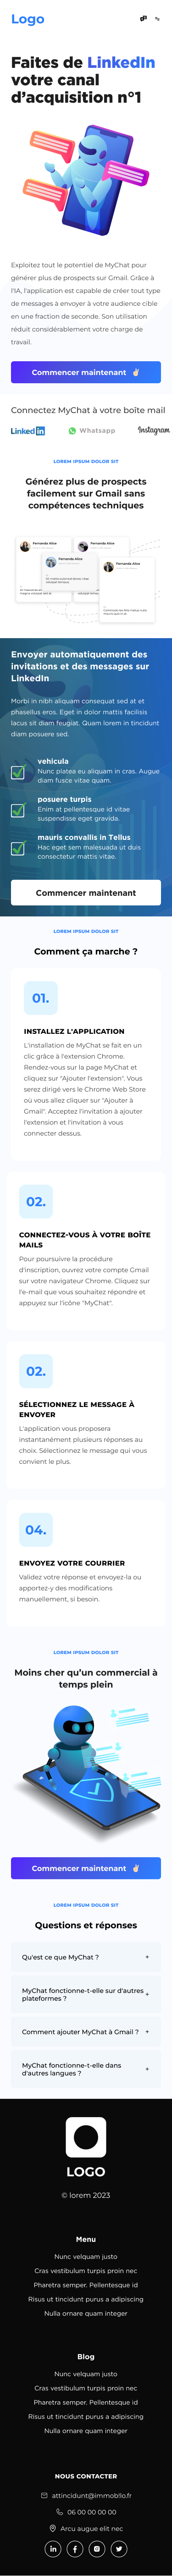 Logo
Faites de LinkedIn
votre canal
d'acquisition n°1
Exploitez tout le potentiel de MyChat pour
générer plus de prospects sur Gmail. Grâce à
l'IA, l'application est capable de créer tout type
de messages à envoyer à votre audience cible
en une fraction de seconde. Son utilisation
réduit considérablement votre charge de
travail.
Commencer maintenant ✌🏻
Connectez MyChat à votre boîte mail
LinkedIn
Whatsapp
Instagram
LOREM IPSUM DOLOR SIT
Générez plus de prospects
facilement sur Gmail sans
compétences techniques
Fernanda Alice
Fernanda Alice
Fernanda Alice
Fernanda Alice
Envoyer automatiquement des
invitations et des messages sur
LinkedIn
Morbi in nibh aliquam consequat sed at et
phasellus eros. Eget in dolor mattis facilisis
lacus sit diam feugiat. Quam lorem in tincidunt
diam posuere sed.
vehicula
Nunc platea eu aliquam in cras. Augue
diam fusce vitae quam.
posuere turpis
Enim at pellentesque id vitae
suspendisse eget gravida.
mauris convallis in Tellus
Hac eget sem malesuada ut duis
consectetur mattis vitae.
Commencer maintenant
LOREM IPSUM DOLOR SIT
Comment ça marche ?
01.
INSTALLEZ L'APPLICATION
L'installation de MyChat se fait en un
clic grâce à l'extension Chrome.
Rendez-vous sur la page MyChat et
cliquez sur "Ajouter l'extension". Vous
serez dirigé vers le Chrome Web Store
où vous allez cliquer sur "Ajouter à
Gmail". Acceptez l'invitation à ajouter
l'extension et l'invitation à vous
connecter dessus.
02.
CONNECTEZ-VOUS À VOTRE BOÎTE
MAILS
Pour poursuivre la procédure
d'inscription, ouvrez votre compte Gmail
sur navigateur Chrome. Cliquez sur
l'e-mail que vous souhaitez répondre et
appuyez sur l'icône "MyChat".
02.
SÉLECTIONNEZ LE MESSAGE À
ENVOYER
L'application vous proposera
instantanément plusieurs réponses au
choix. Sélectionnez le message qui vous
convient le plus.
04.
ENVOYEZ VOTRE COURRIER
Validez votre réponse et envoyez-la ou
apportez-y des modifications
manuellement, si besoin.
LOREM IPSUM DOLOR SIT
Moins cher qu'un commercial à
temps plein
Commencer maintenant ✌🏻
LOREM IPSUM DOLOR SIT
Questions et réponses
Qu'est ce que MyChat ? +
MyChat fonctionne-t-elle sur d'autres
plateformes ? +
Comment ajouter MyChat à Gmail ? +
MyChat fonctionne-t-elle dans
d'autres langues ? +
LOGO
© lorem 2023
Menu
Nunc velquam justo
Cras vestibulum turpis proin nec
Pharetra semper. Pellentesque id
Risus ut tincidunt purus a adipiscing
Nulla ornare quam integer
Blog
Nunc velquam justo
Cras vestibulum turpis proin nec
Pharetra semper. Pellentesque id
Risus ut tincidunt purus a adipiscing
Nulla ornare quam integer
NOUS CONTACTER
attincidunt@immobllo.fr
06 00 00 00 00
Arcu augue elit nec